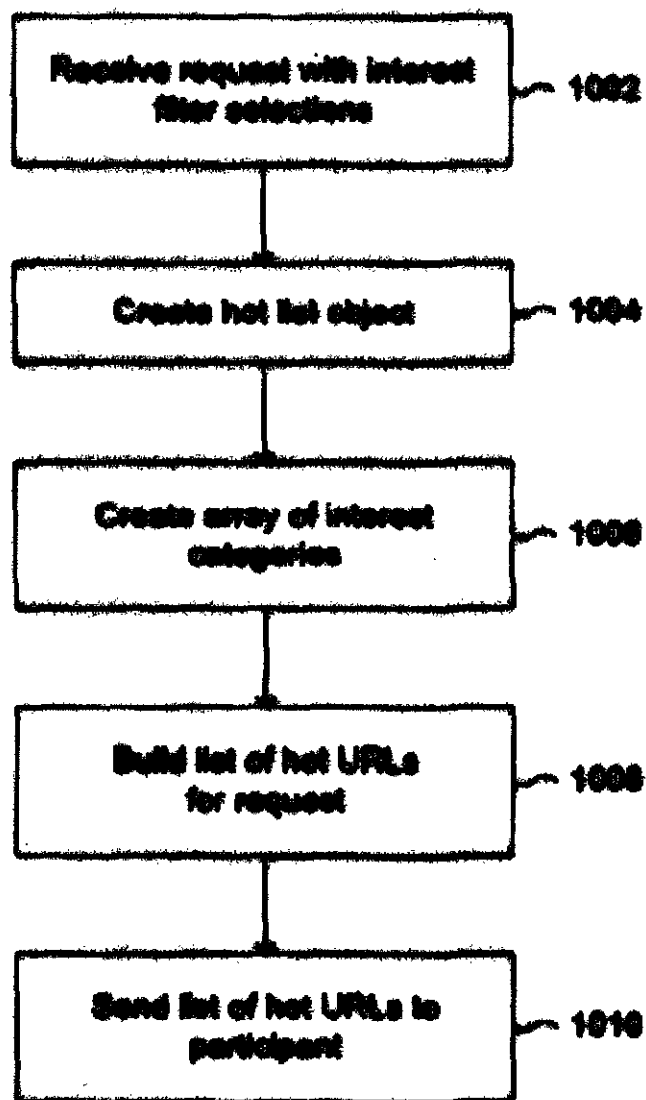 Receive request with interest
filter selections
1002
Create hot list object
1004
Create array of interest
categories
1006
Build list of hot URLs
for request
1008
Send list of hot URLs to
participant
1010